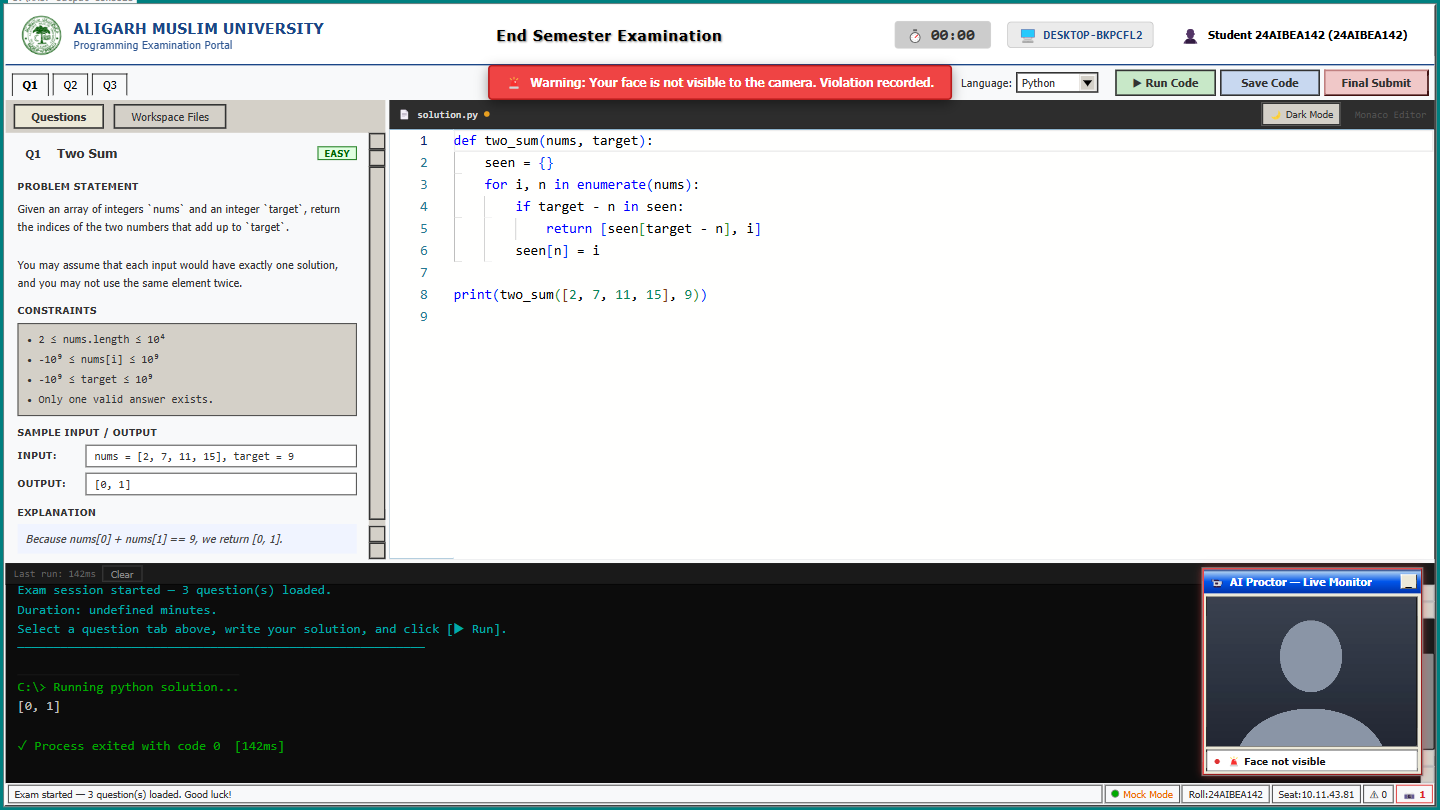 ALIGARH MUSLIM UNIVERSITY
Programming Examination Portal
End Semester Examination
00:00
DESKTOP-BKPCFL2
Student 24AIBEA142 (24AIBEA142)
Q1 Q2 Q3
Warning: Your face is not visible to the camera. Violation recorded.
Language: Python
▶ Run Code
Save Code
Final Submit
Questions
Workspace Files
solution.py
Dark Mode
Monaco Editor
Q1 Two Sum EASY
PROBLEM STATEMENT
Given an array of integers `nums` and an integer `target`, return
the indices of the two numbers that add up to `target`.
You may assume that each input would have exactly one solution,
and you may not use the same element twice.
CONSTRAINTS
• 2 ≤ nums.length ≤ 10⁴
• -10⁹ ≤ nums[i] ≤ 10⁹
• -10⁹ ≤ target ≤ 10⁹
• Only one valid answer exists.
SAMPLE INPUT / OUTPUT
INPUT: nums = [2, 7, 11, 15], target = 9
OUTPUT: [0, 1]
EXPLANATION
Because nums[0] + nums[1] == 9, we return [0, 1].
1 def two_sum(nums, target):
2 seen = {}
3 for i, n in enumerate(nums):
4 if target - n in seen:
5 return [seen[target - n], i]
6 seen[n] = i
7
8 print(two_sum([2, 7, 11, 15], 9))
9
Last run: 142ms Clear
Exam session started — 3 question(s) loaded.
Duration: undefined minutes.
Select a question tab above, write your solution, and click [▶ Run].
C:\> Running python solution...
[0, 1]
✓ Process exited with code 0 [142ms]
AI Proctor — Live Monitor
Face not visible
Exam started — 3 question(s) loaded. Good luck!
Mock Mode
Roll:24AIBEA142
Seat:10.11.43.81
⚠ 0
1